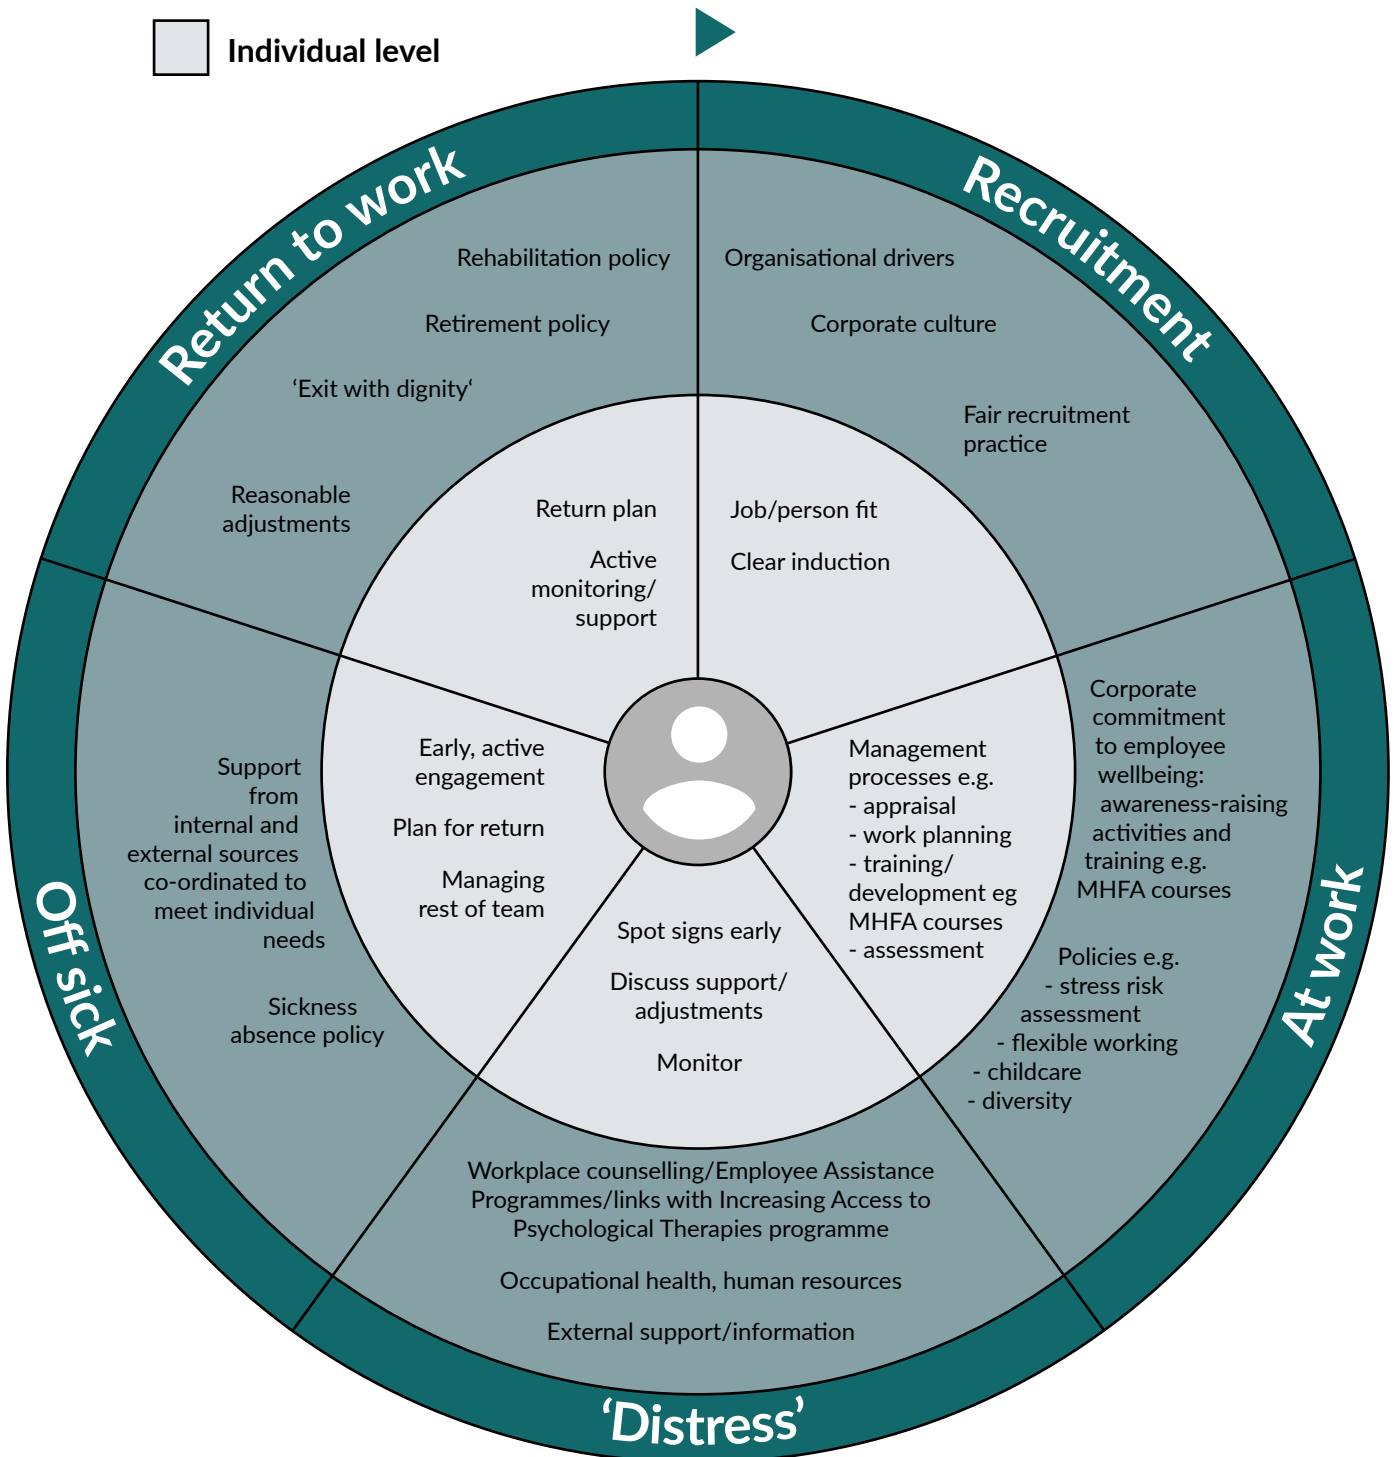 Individual level
Recruitment
Organisational drivers
Corporate culture
Fair recruitment
practice
Job/person fit
Clear induction
At work
Corporate
commitment
to employee
wellbeing:
awareness-raising
activities and
training e.g.
MHFA courses
Policies e.g.
- stress risk
assessment
- flexible working
- childcare
- diversity
Management
processes e.g.
- appraisal
- work planning
- training/
development eg
MHFA courses
- assessment
‘Distress’
Spot signs early
Discuss support/
adjustments
Monitor
Workplace counselling/Employee Assistance
Programmes/links with Increasing Access to
Psychological Therapies programme
Occupational health, human resources
External support/information
Off sick
Support
from
internal and
external sources
co-ordinated to
meet individual
needs
Sickness
absence policy
Early, active
engagement
Plan for return
Managing
rest of team
Return to work
Rehabilitation policy
Retirement policy
‘Exit with dignity‘
Reasonable
adjustments
Return plan
Active
monitoring/
support